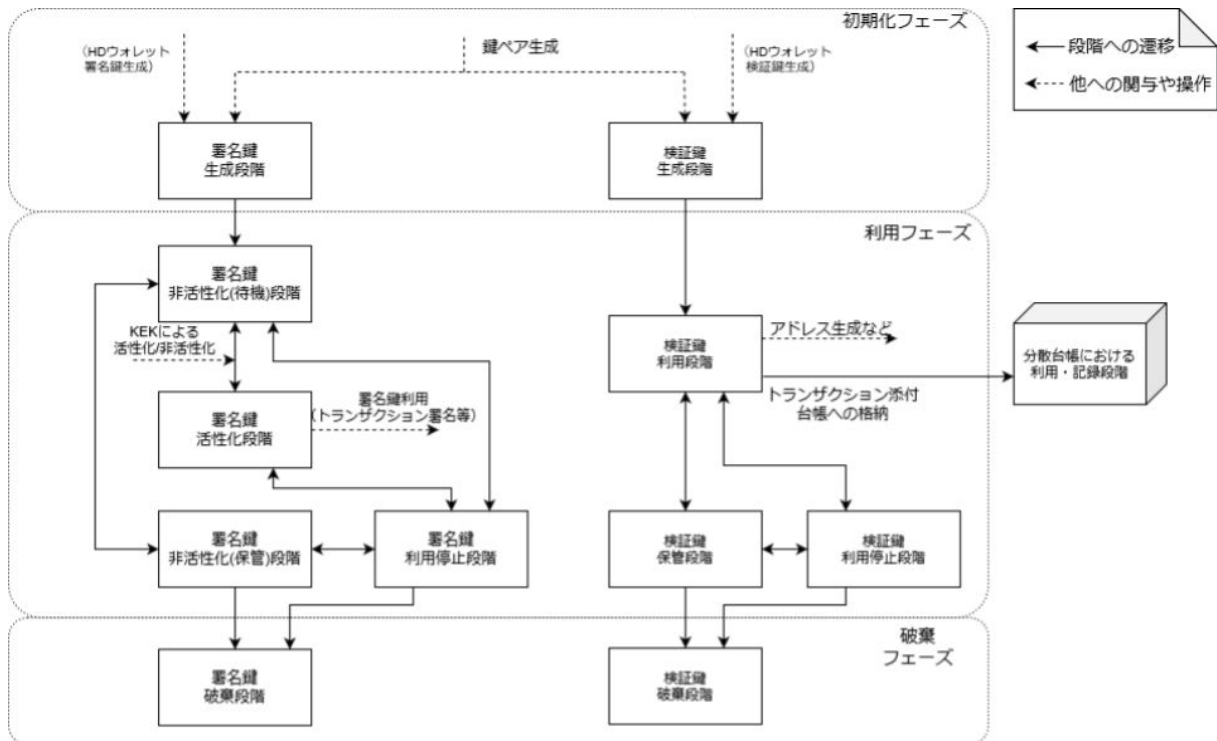 初期化フェーズ
(HDウォレット
署名鍵生成)
鍵ペア生成
(HDウォレット
検証鍵生成)
段階への遷移
他への関与や操作
署名鍵
生成段階
検証鍵
生成段階
利用フェーズ
署名鍵
非活性化(待機)段階
KEKによる
活性化/非活性化
署名鍵
活性化段階
署名鍵利用
(トランザクション署名等)
検証鍵
利用段階
アドレス生成など
トランザクション添付
台帳への格納
分散台帳における
利用・記録段階
署名鍵
非活性化(保管)段階
署名鍵
利用停止段階
検証鍵
保管段階
検証鍵
利用停止段階
破棄
フェーズ
署名鍵
破棄段階
検証鍵
破棄段階